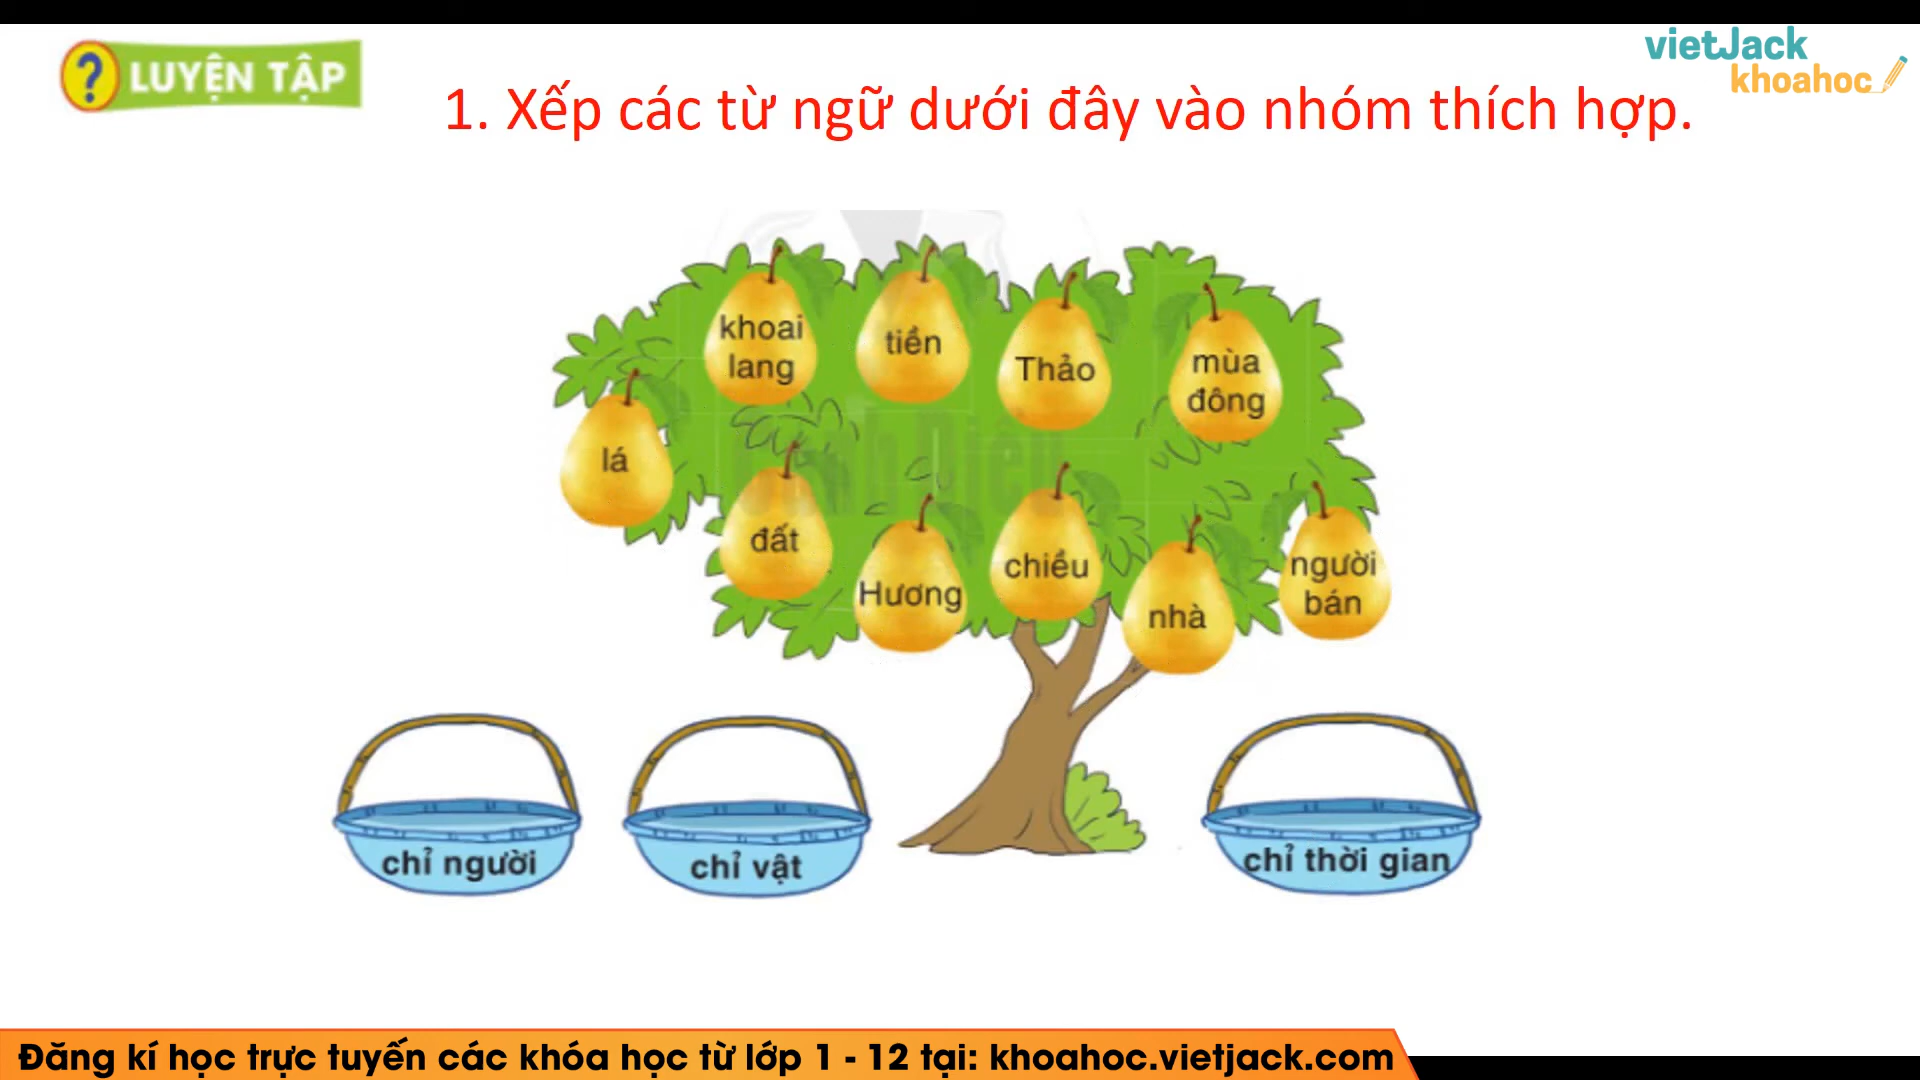 vietJack
khoahoc
? LUYỆN TẬP
1. Xếp các từ ngữ dưới đây vào nhóm thích hợp.
khoai
lang
tiền
Thảo
mùa
đông
lá
đất
Hương
chiều
nhà
người
bán
Cánh Diều
chỉ người
chỉ vật
chỉ thời gian
Đăng kí học trực tuyến các khóa học từ lớp 1 - 12 tại: khoahoc.vietjack.com